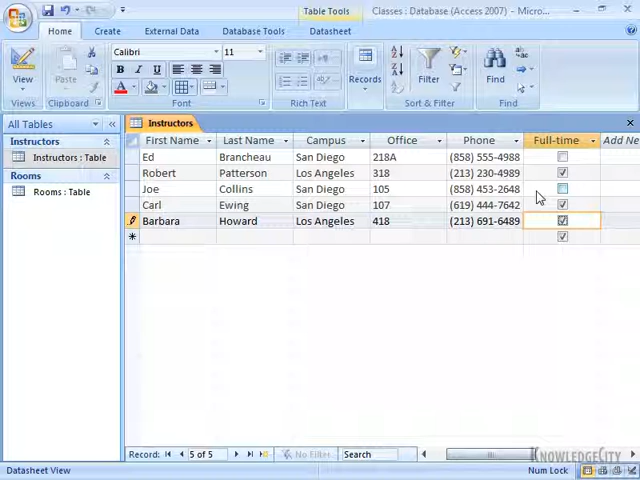 Table Tools
Classes : Database (Access 2007) - Micro...
Home
Create
External Data
Database Tools
Datasheet
View
Paste
Calibri
11
B I U
A
Records
Filter
Find
Views
Clipboard
Font
Rich Text
Sort & Filter
Find
All Tables
Instructors
Instructors : Table
Rooms
Rooms : Table
Instructors
First Name Last Name Campus Office Phone Full-time Add Ne
Ed Brancheau San Diego 218A (858) 555-4988
Robert Patterson Los Angeles 318 (213) 230-4989
Joe Collins San Diego 105 (858) 453-2648
Carl Ewing San Diego 107 (619) 444-7642
Barbara Howard Los Angeles 418 (213) 691-6489
Record: 5 of 5 No Filter Search
KnowledgeCity
Datasheet View
Num Lock